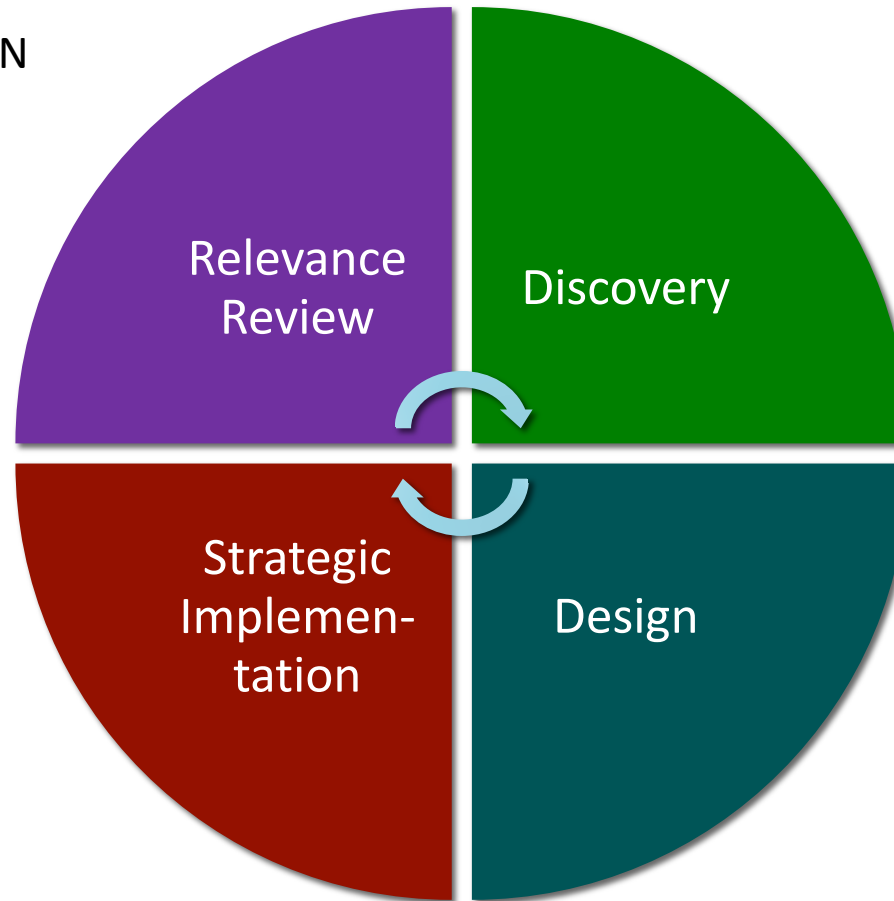 N
Relevance
Review
Discovery
Strategic
Implemen-
tation
Design